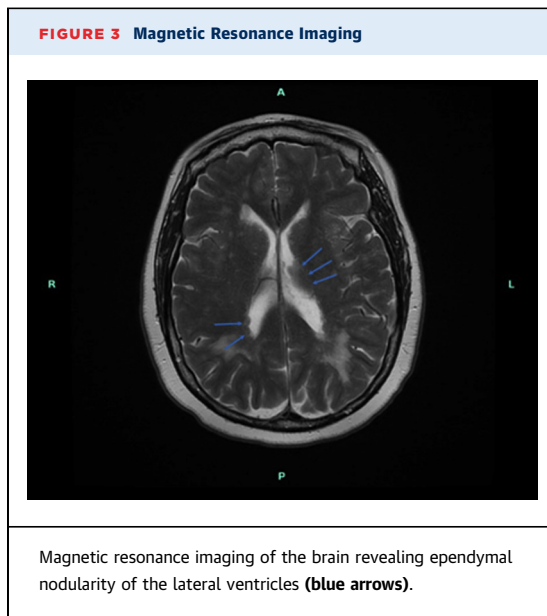 FIGURE 3 Magnetic Resonance Imaging
A
R
L
P
Magnetic resonance imaging of the brain revealing ependymal
nodularity of the lateral ventricles (blue arrows).